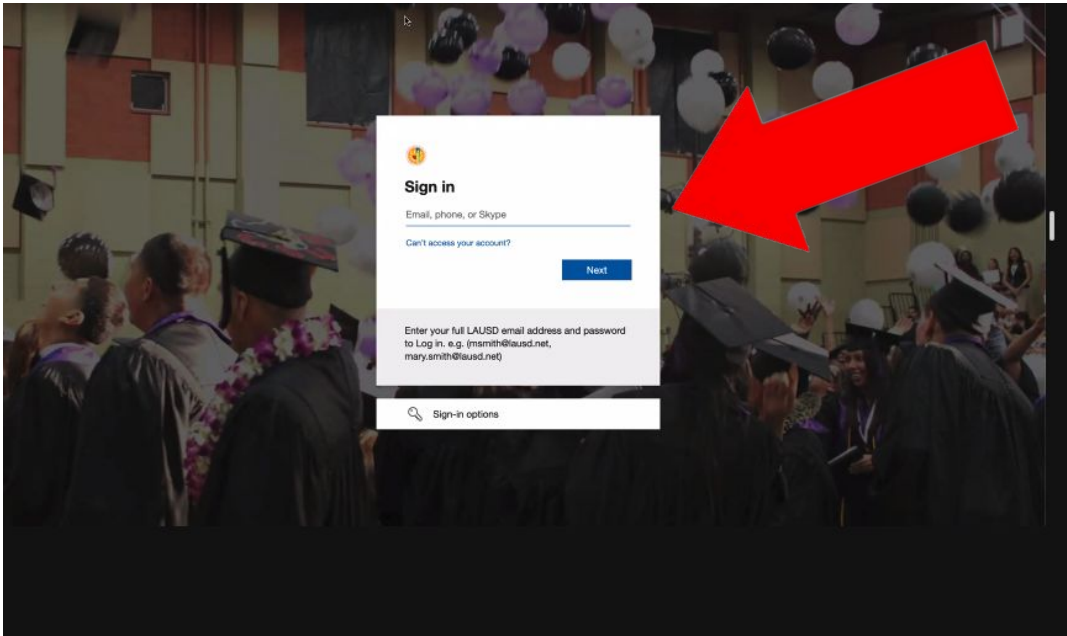 Sign in
Email, phone, or Skype
Can't access your account?
Next
Enter your full LAUSD email address and password
to Log in. e.g. (msmith@lausd.net,
mary.smith@lausd.net)
Sign-in options